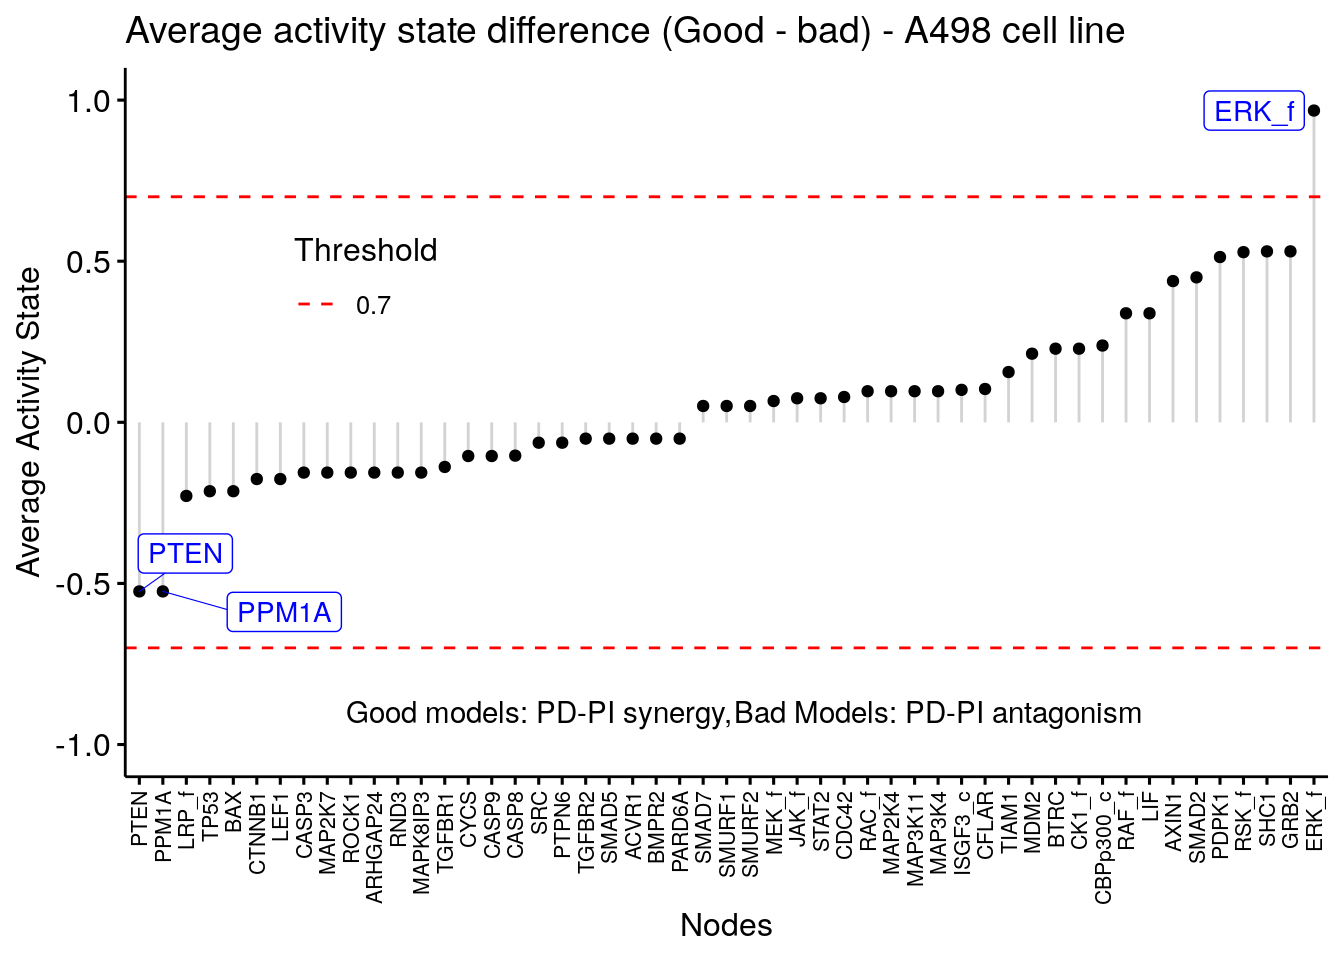 Average activity state difference (Good - bad) - A498 cell line
Average Activity State
1.0
0.5
0.0
-0.5
-1.0
ERK_f
Threshold
0.7
PTEN
PPM1A
Good models: PD-PI synergy,Bad Models: PD-PI antagonism
PTEN
PPM1A
LRP_f
TP53
BAX
CTNNB1
LEF1
CASP3
MAP2K7
ROCK1
ARHGAP24
RND3
MAPK8IP3
TGFBR1
CYCS
CASP9
CASP8
SRC
PTPN6
TGFBR2
SMAD5
ACVR1
BMPR2
PARD6A
SMAD7
SMURF1
SMURF2
MEK_f
JAK_f
STAT2
CDC42
RAC_f
MAP2K4
MAP3K11
MAP3K4
ISGF3_c
CFLAR
TIAM1
MDM2
BTRC
CK1_f
CBPp300_c
RAF_f
LIF
AXIN1
SMAD2
PDPK1
RSK_f
SHC1
GRB2
ERK_f
Nodes